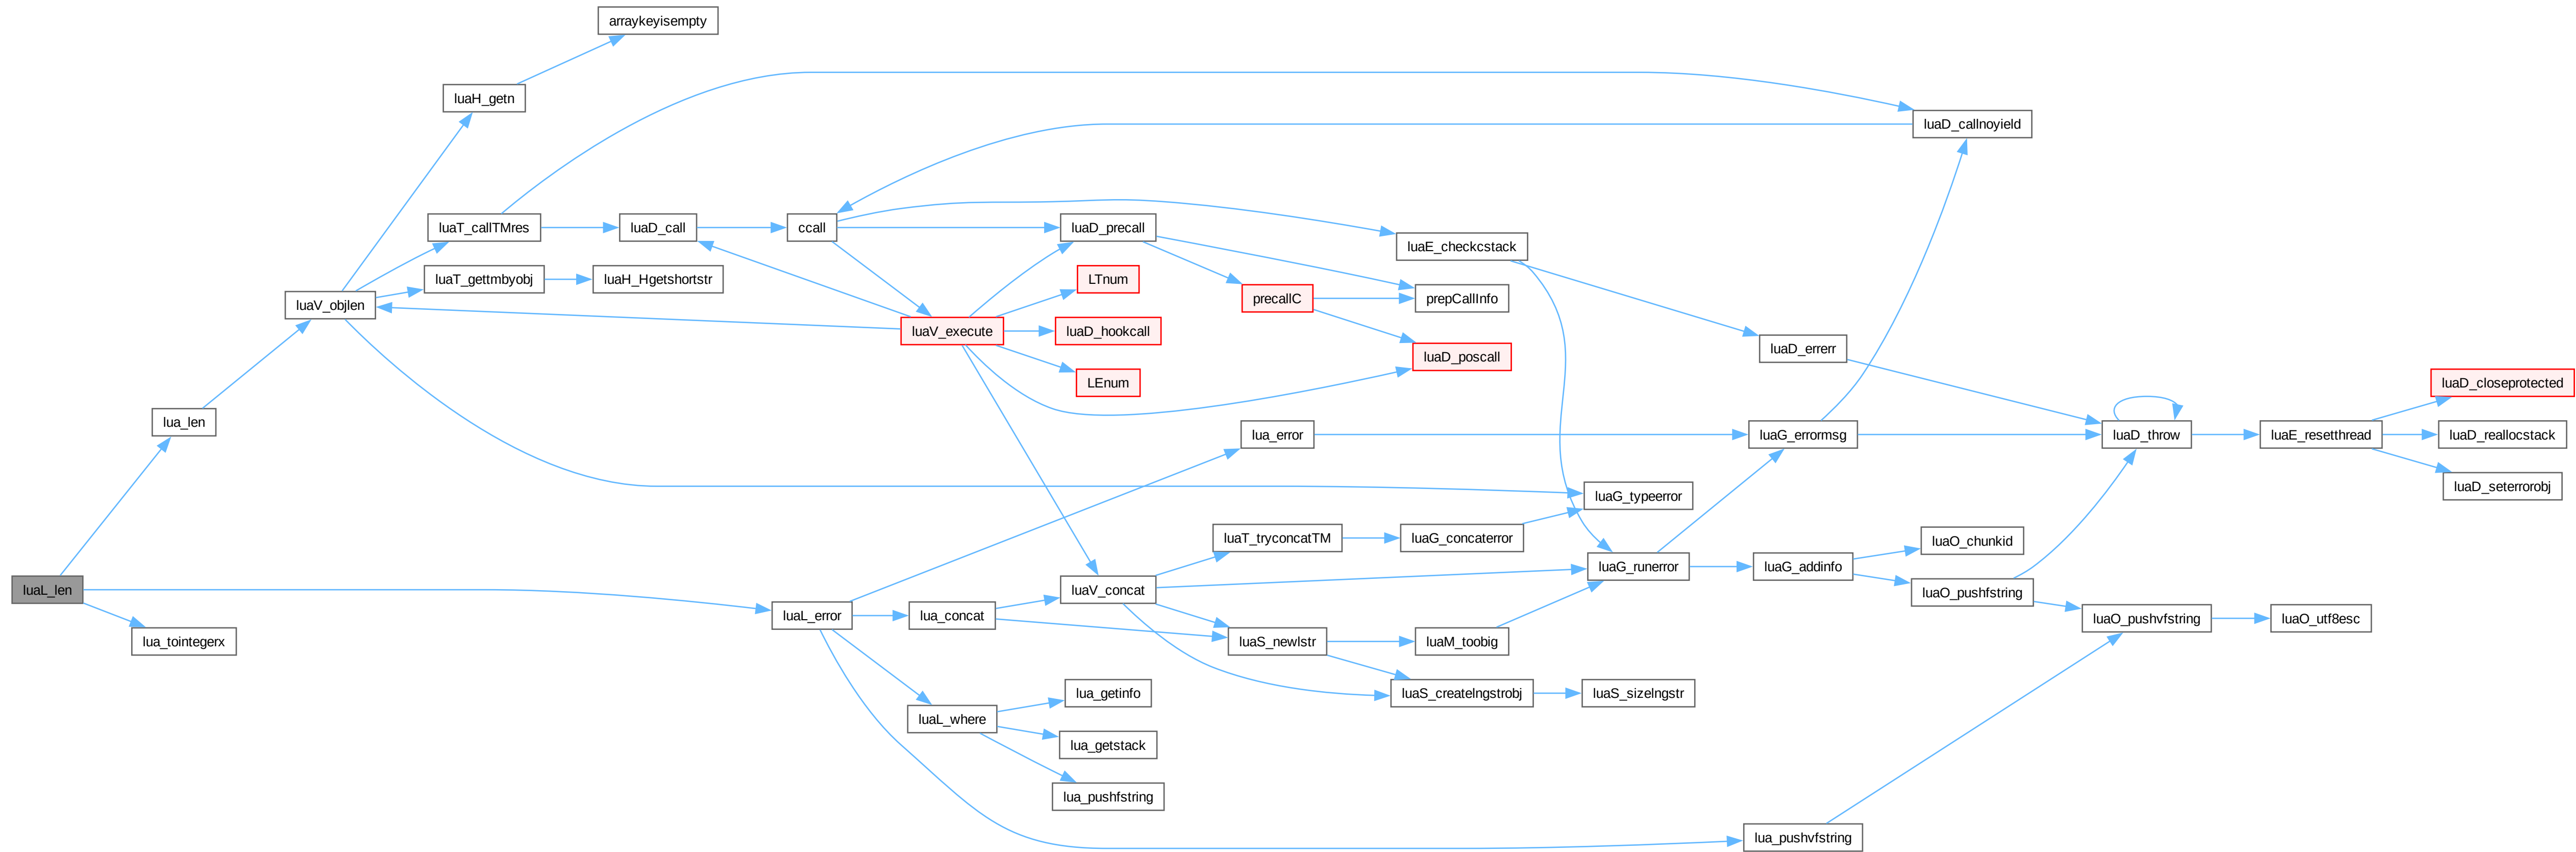 arraykeyisempty
luaH_getn
luaD_callnoyield
luaT_callTMres
luaD_call
ccall
luaD_precall
luaE_checkcstack
luaT_gettmbyobj
luaH_Hgetshortstr
LTnum
precallC
prepCallInfo
luaV_objlen
luaV_execute
luaD_hookcall
luaD_errerr
luaD_poscall
LEnum
luaD_closeprotected
lua_len
lua_error
luaG_errormsg
luaD_throw
luaE_resetthread
luaD_reallocstack
luaG_typeerror
luaD_seterrorobj
luaT_tryconcatTM
luaG_concaterror
luaO_chunkid
luaG_runerror
luaG_addinfo
luaL_len
luaV_concat
luaO_pushfstring
luaL_error
lua_concat
luaO_pushvfstring
luaO_utf8esc
lua_tointegerx
luaS_newlstr
luaM_toobig
lua_getinfo
luaS_createlngstrobj
luaS_sizelngstr
luaL_where
lua_getstack
lua_pushfstring
lua_pushvfstring